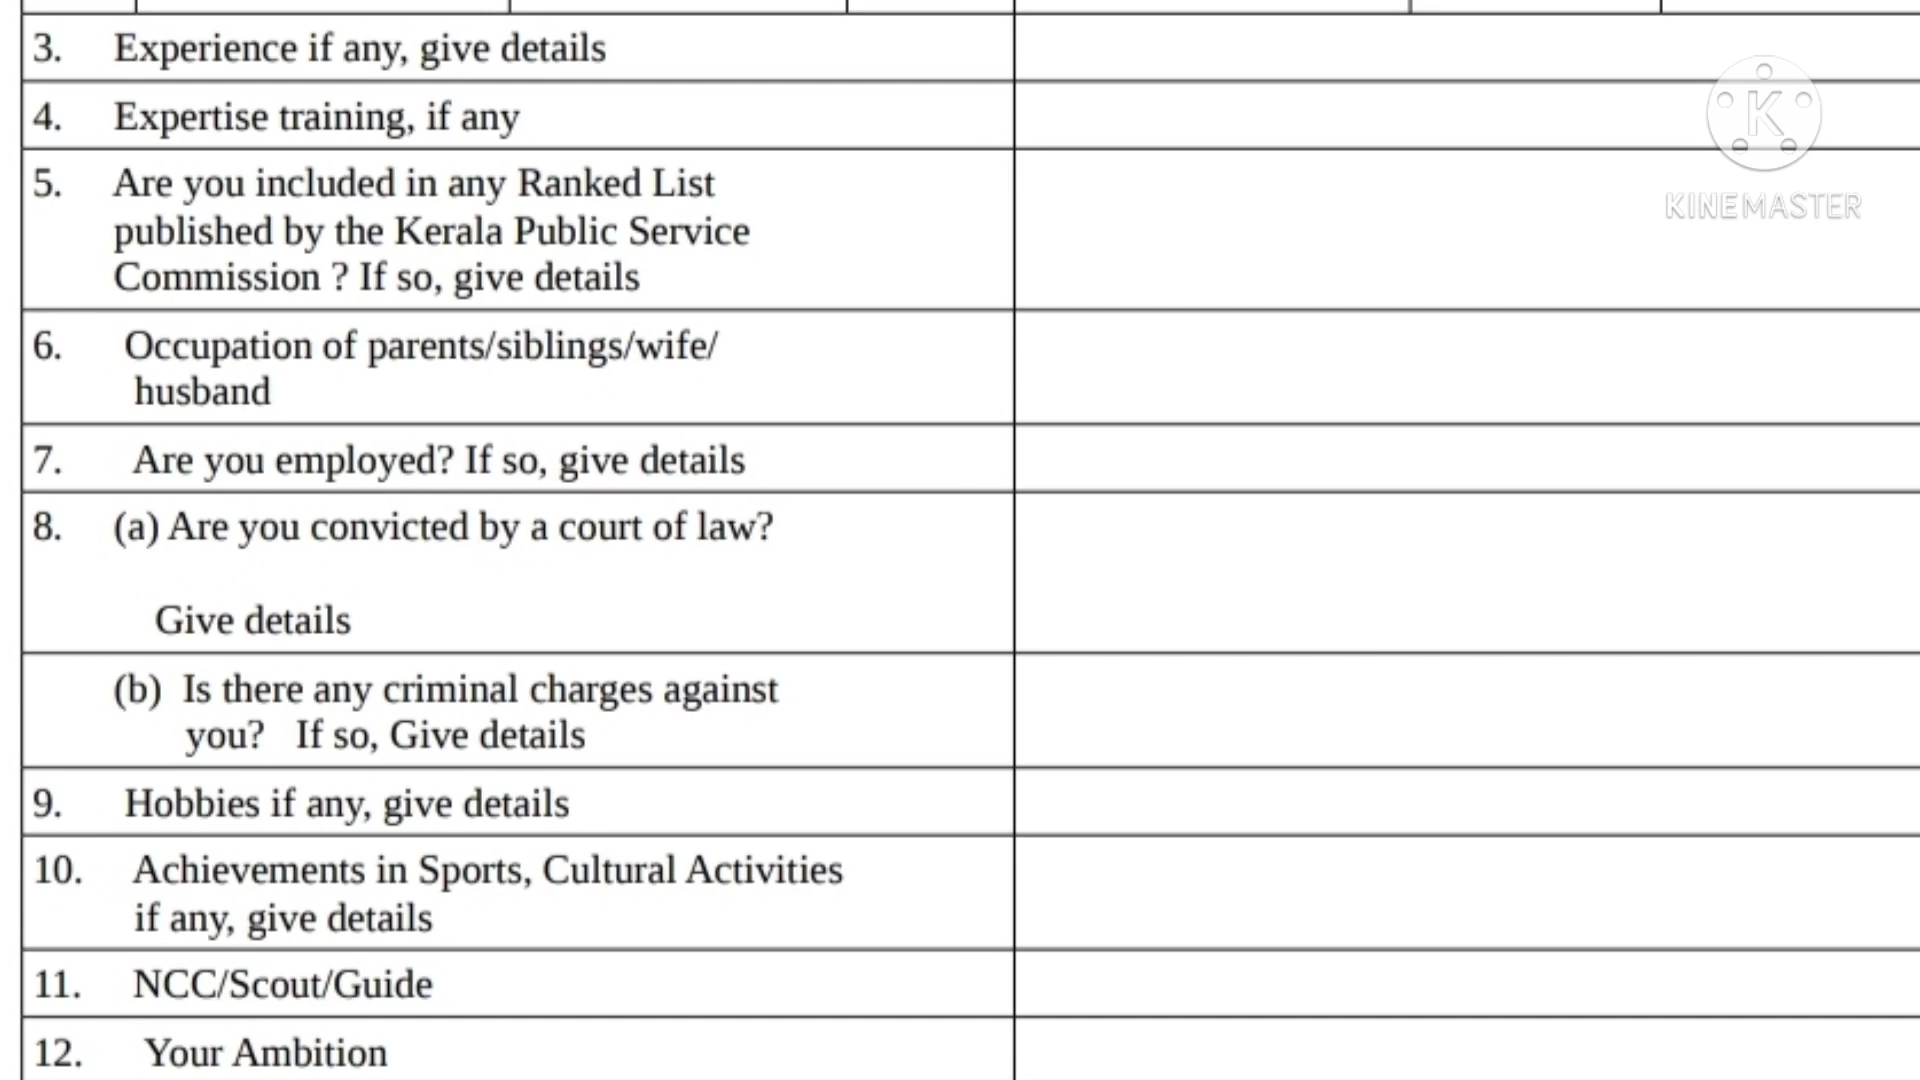 3. Experience if any, give details
4. Expertise training, if any
5. Are you included in any Ranked List
published by the Kerala Public Service
Commission ? If so, give details
6. Occupation of parents/siblings/wife/
husband
7. Are you employed? If so, give details
8. (a) Are you convicted by a court of law?
Give details
(b) Is there any criminal charges against
you? If so, Give details
9. Hobbies if any, give details
10. Achievements in Sports, Cultural Activities
if any, give details
11. NCC/Scout/Guide
12. Your Ambition
K
KINEMASTER